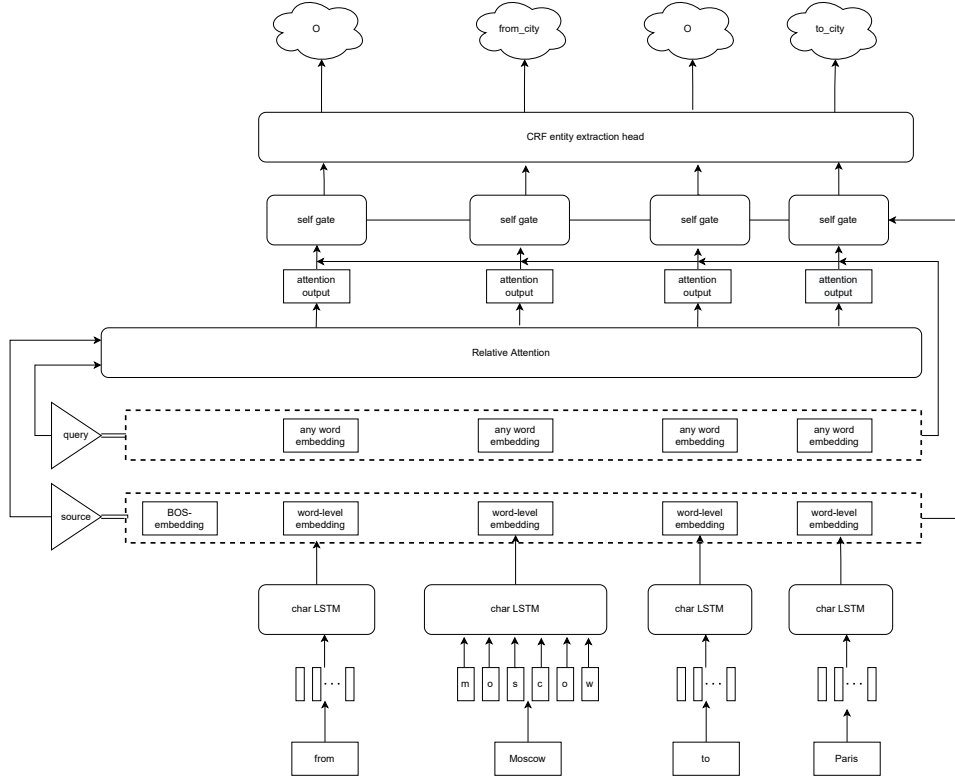 O
from_city
O
to_city
CRF entity extraction head
self gate
self gate
self gate
self gate
attention
output
attention
output
attention
output
attention
output
Relative Attention
query
any word
embedding
any word
embedding
any word
embedding
any word
embedding
source
BOS-
embedding
word-level
embedding
word-level
embedding
word-level
embedding
word-level
embedding
char LSTM
char LSTM
char LSTM
char LSTM
...
m
o
s
c
o
w
...
...
from
Moscow
to
Paris